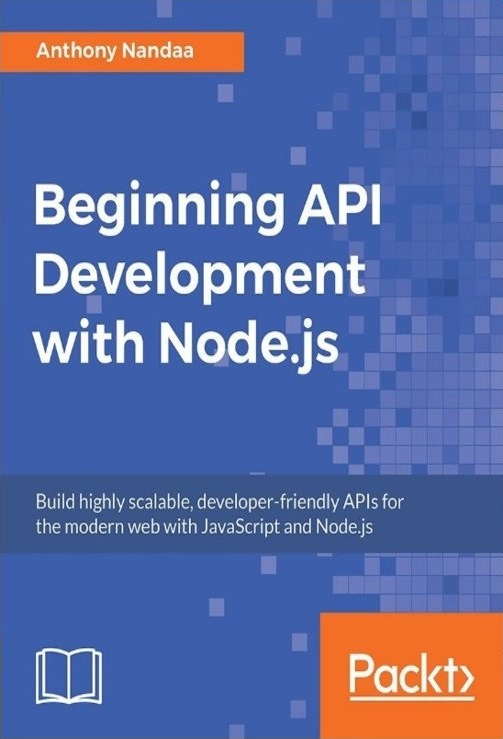 Anthony Nandaa
Beginning API
Development
with Node.js
Build highly scalable, developer-friendly APIs for
the modern web with JavaScript and Node.js
Packt>